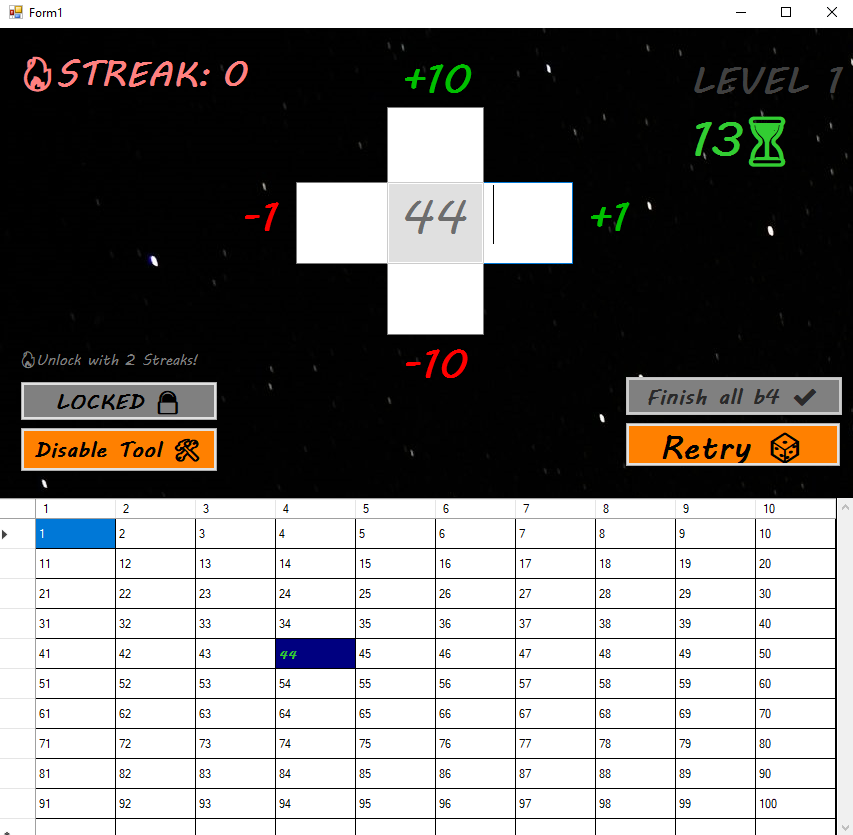 Form1
STREAK: 0
+10
LEVEL 1
13
-1
44
+1
-10
Unlock with 2 Streaks!
LOCKED
Disable Tool
Finish all b4
Retry
1 2 3 4 5 6 7 8 9 10
1 2 3 4 5 6 7 8 9 10
11 12 13 14 15 16 17 18 19 20
21 22 23 24 25 26 27 28 29 30
31 32 33 34 35 36 37 38 39 40
41 42 43 44 45 46 47 48 49 50
51 52 53 54 55 56 57 58 59 60
61 62 63 64 65 66 67 68 69 70
71 72 73 74 75 76 77 78 79 80
81 82 83 84 85 86 87 88 89 90
91 92 93 94 95 96 97 98 99 100